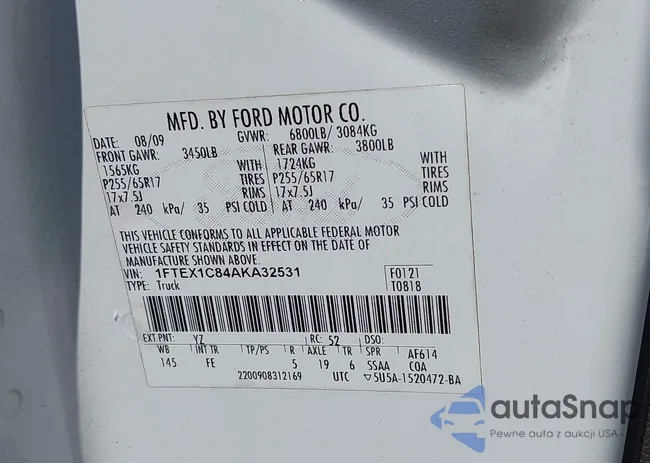 MFD. BY FORD MOTOR CO.
DATE: 08/09 GVWR: 6800LB/ 3084KG
FRONT GAWR: 3450LB REAR GAWR: 3800LB
1565KG WITH 1724KG WITH
P255/65R17 TIRES P255/65R17 TIRES
17x7.5J RIMS 17x7.5J RIMS
AT 240 kPa/ 35 PSI COLD AT 240 kPa/ 35 PSI COLD
THIS VEHICLE CONFORMS TO ALL APPLICABLE FEDERAL MOTOR
VEHICLE SAFETY STANDARDS IN EFFECT ON THE DATE OF
MANUFACTURE SHOWN ABOVE.
VIN: 1FTEX1C84AKA32531 F0121
TYPE: Truck T0818
EXT PNT: YZ RC: 52 DSO:
WB INT TR TP/PS R AXLE TR SPR AF614
145 FE 5 19 6 SSAA COA
2200908312169 UTC ▽5U5A-1520472-BA
autaSnap
Pewne auta z aukcji USA